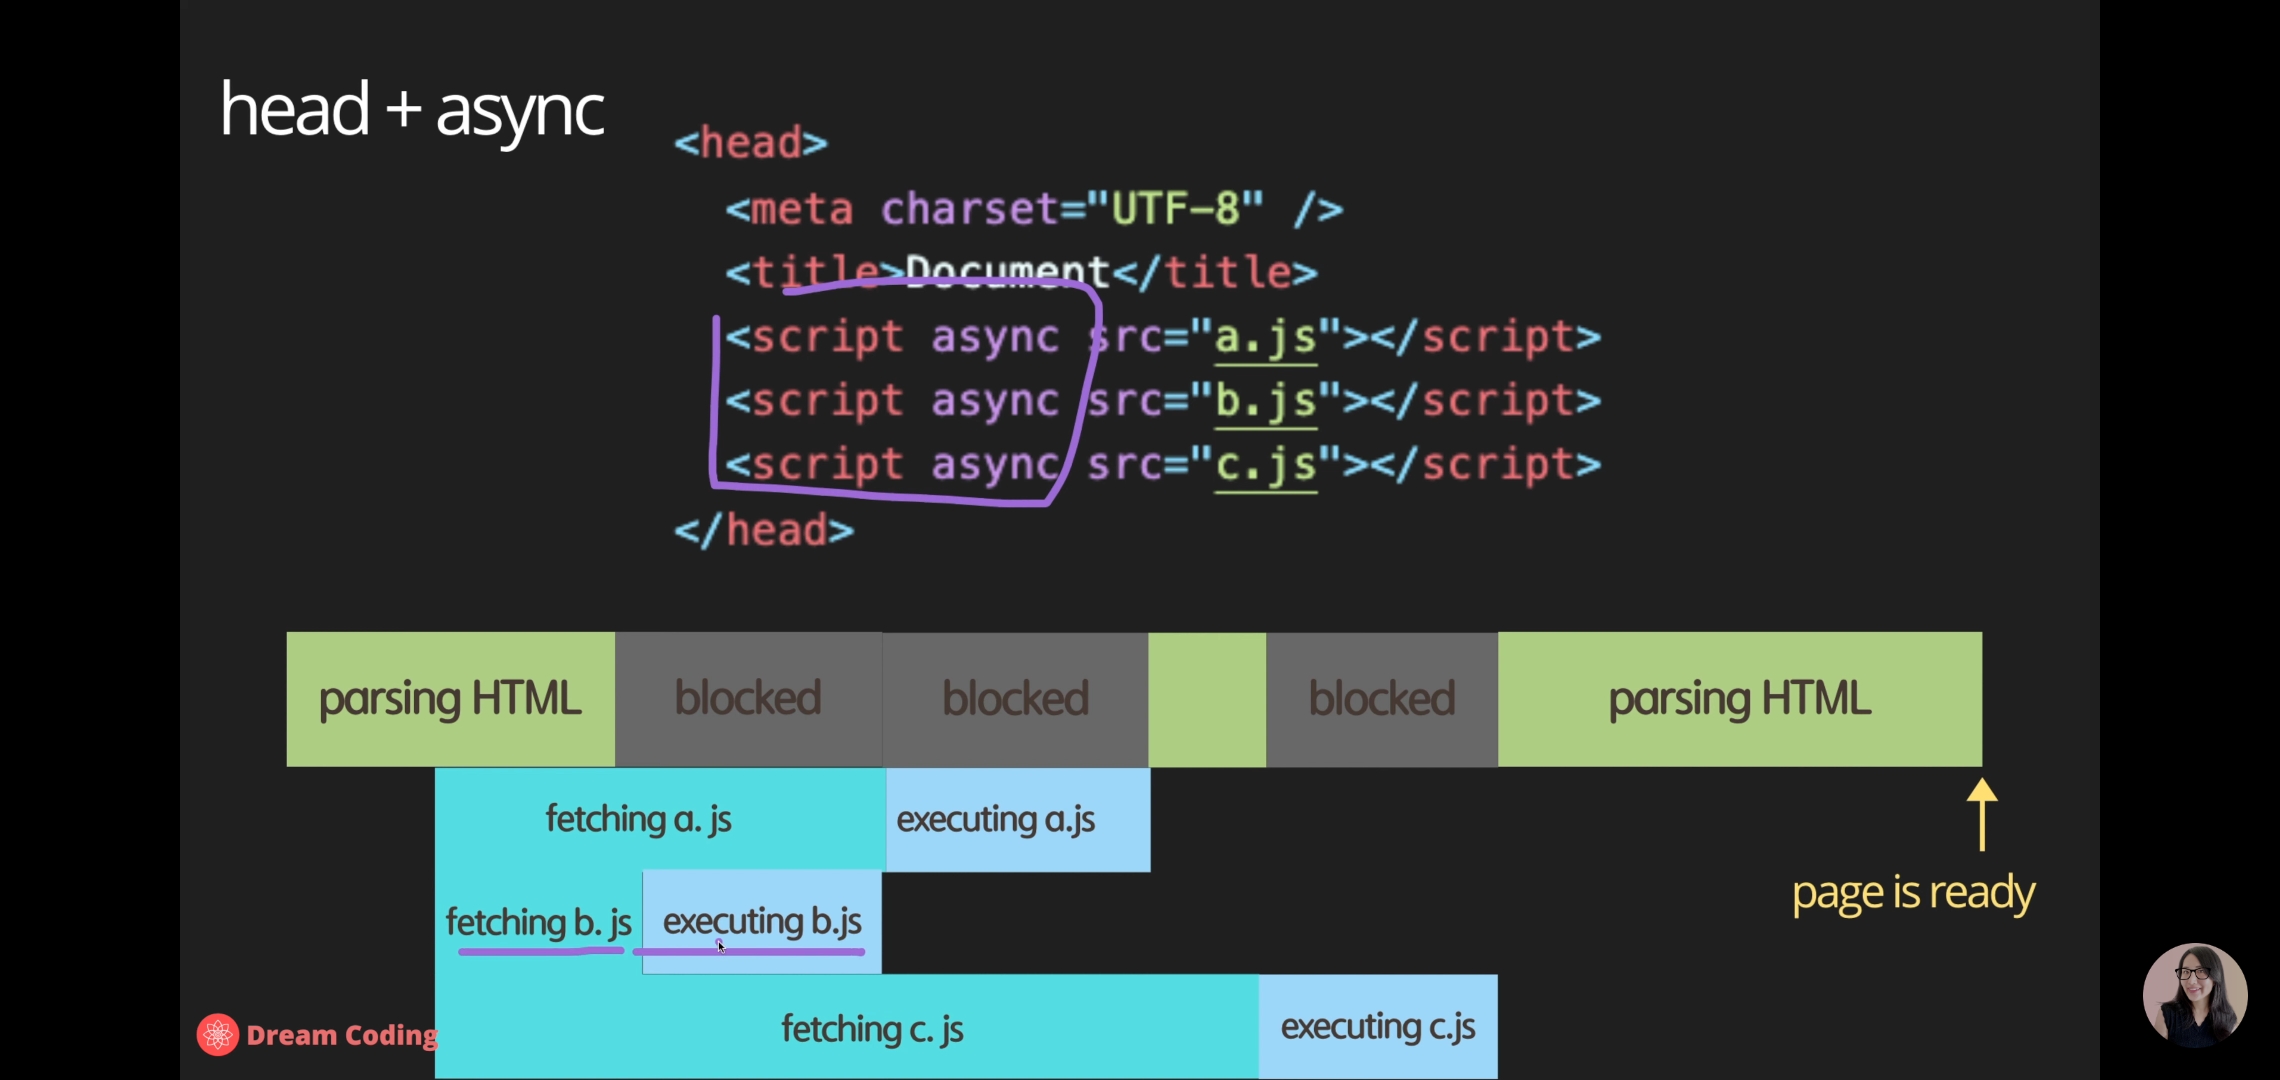 head + async
<head>
<meta charset="UTF-8" />
<title>Document</title>
<script async src="a.js"></script>
<script async src="b.js"></script>
<script async src="c.js"></script>
</head>
parsing HTML blocked blocked blocked parsing HTML
fetching a. js executing a.js
page is ready
fetching b. js executing b.js
fetching c. js executing c.js
Dream Coding